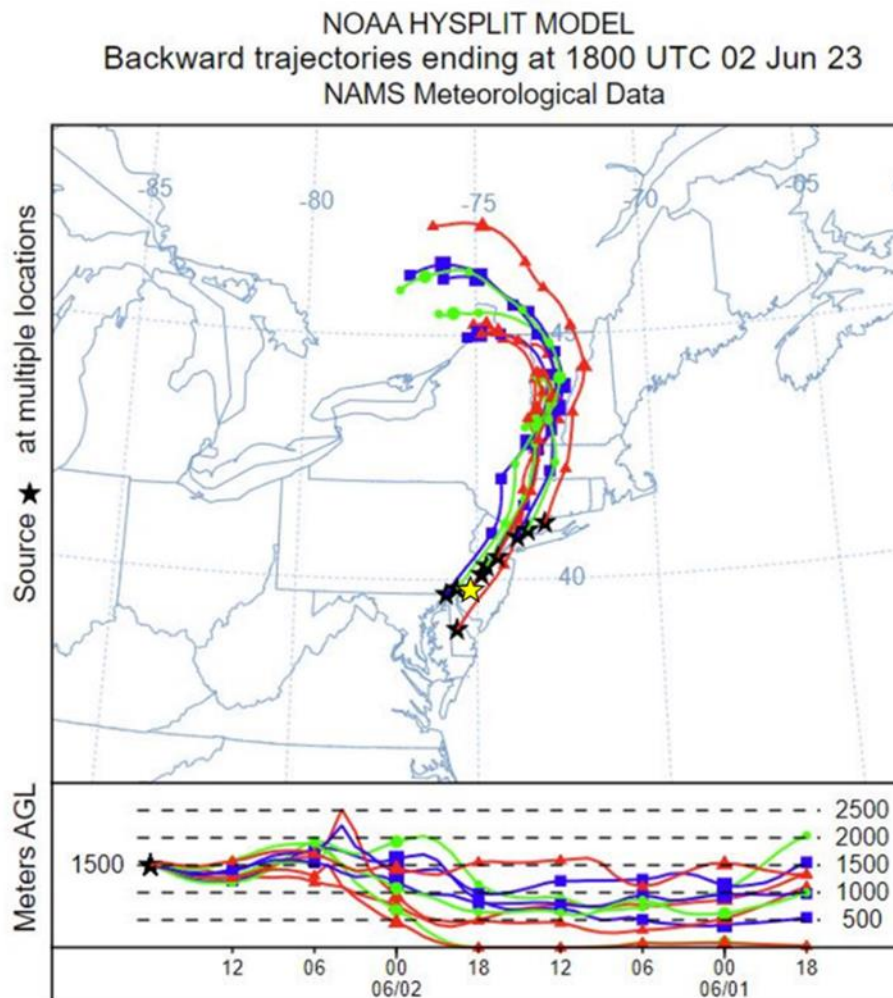 NOAA HYSPLIT MODEL
Backward trajectories ending at 1800 UTC 02 Jun 23
NAMS Meteorological Data
Source ★ at multiple locations
-85
-80
-75
-70
-65
45
40
Meters AGL
1500
2500
2000
1500
1000
500
12 06 00 18 12 06 00 18
06/02 06/01